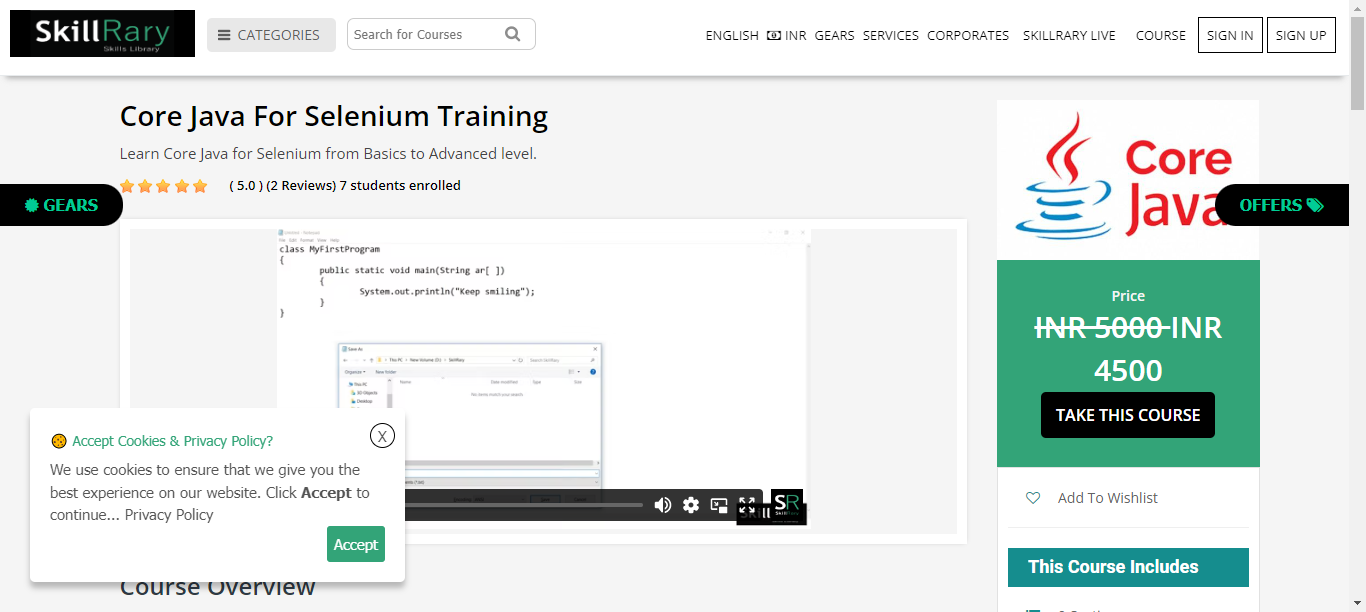 SkillRary
Skills Library
CATEGORIES
Search for Courses
ENGLISH INR GEARS SERVICES CORPORATES SKILLRARY LIVE COURSE SIGN IN SIGN UP
Core Java For Selenium Training
Learn Core Java for Selenium from Basics to Advanced level.
( 5.0 ) (2 Reviews) 7 students enrolled
GEARS
OFFERS
Core
Java
class MyFirstProgram
{
public static void main(String ar[ ])
{
System.out.println("Keep smiling");
}
}
Save As
This PC > New Volume (D:) > SkillRary
Search SkillRary
Organize New folder
This PC
3D Objects
Desktop
Name Date modified Type Size
No items match your search.
SR
SkillRary
Price
INR 5000 INR
4500
TAKE THIS COURSE
Add To Wishlist
This Course Includes
Accept Cookies & Privacy Policy?
X
We use cookies to ensure that we give you the
best experience on our website. Click Accept to
continue... Privacy Policy
Accept
Course Overview